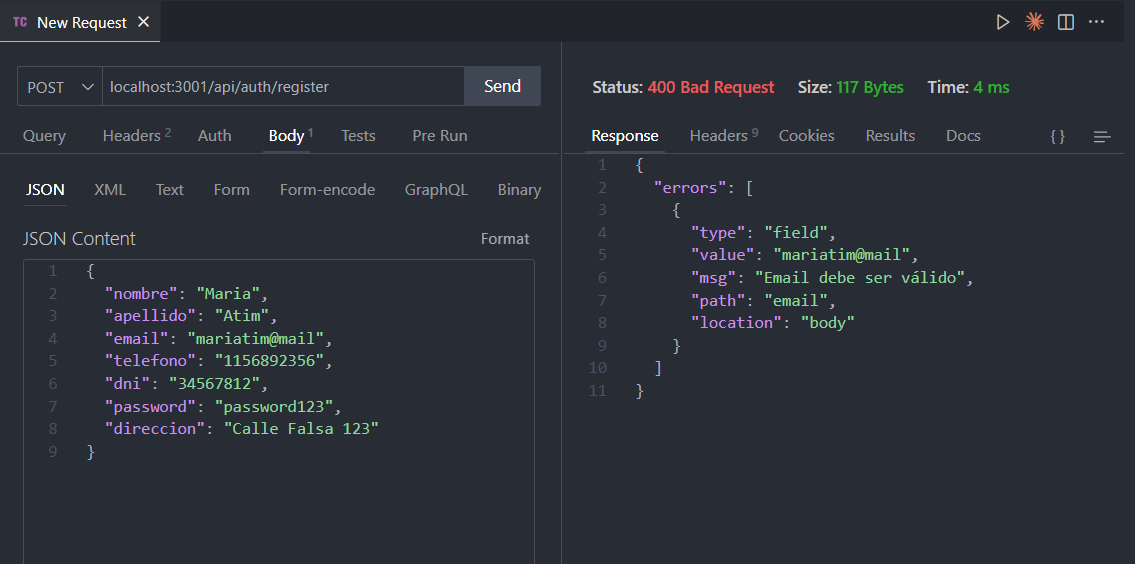 TC New Request
POST localhost:3001/api/auth/register Send
Query Headers 2 Auth Body 1 Tests Pre Run
JSON XML Text Form Form-encode GraphQL Binary
JSON Content Format
1 {
2 "nombre": "Maria",
3 "apellido": "Atim",
4 "email": "mariatim@mail",
5 "telefono": "1156892356",
6 "dni": "34567812",
7 "password": "password123",
8 "direccion": "Calle Falsa 123"
9 }
Status: 400 Bad Request Size: 117 Bytes Time: 4 ms
Response Headers 9 Cookies Results Docs { }
1 {
2 "errors": [
3 {
4 "type": "field",
5 "value": "mariatim@mail",
6 "msg": "Email debe ser válido",
7 "path": "email",
8 "location": "body"
9 }
10 ]
11 }